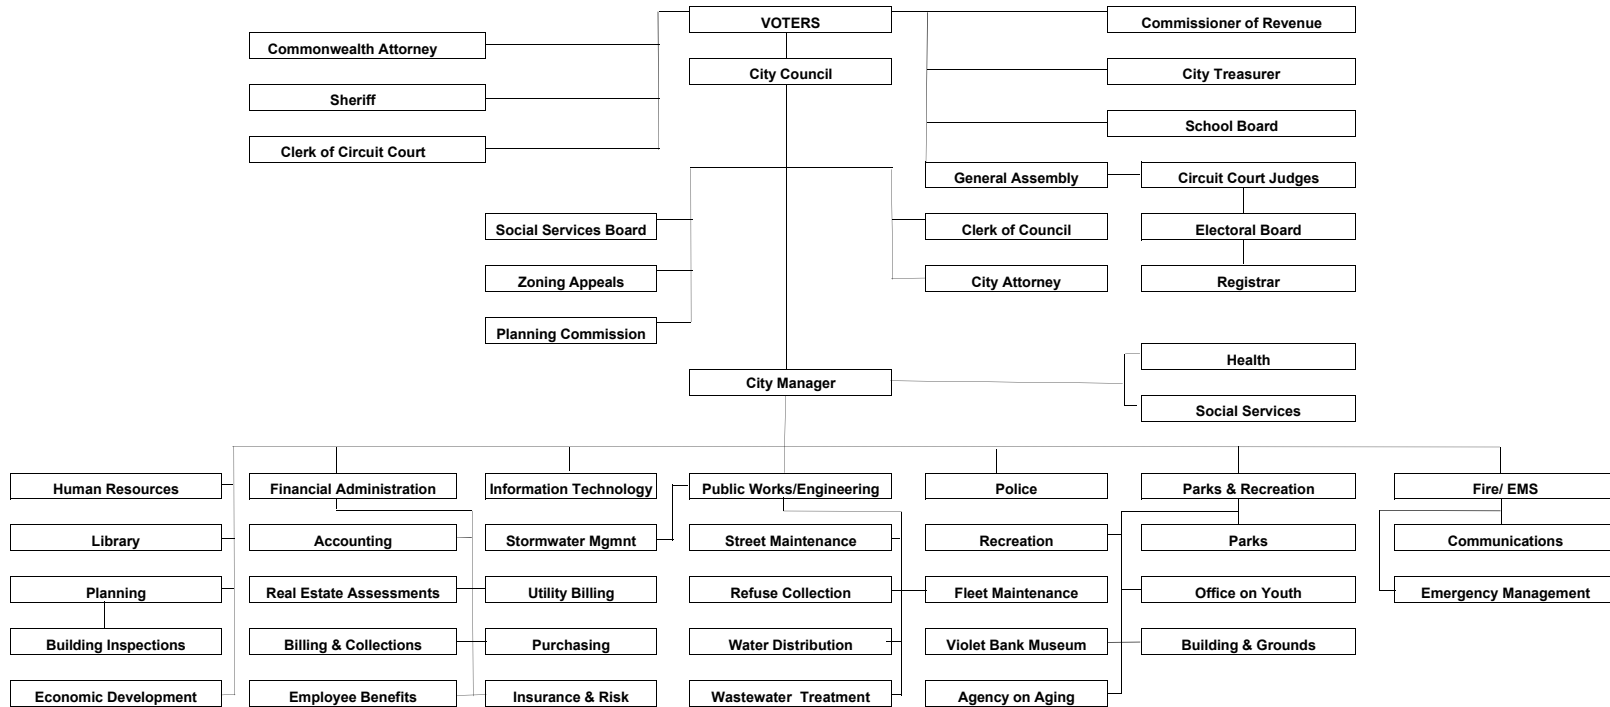 VOTERS
Commissioner of Revenue
Commonwealth Attorney
City Council
City Treasurer
Sheriff
School Board
Clerk of Circuit Court
General Assembly
Circuit Court Judges
Social Services Board
Clerk of Council
Electoral Board
Zoning Appeals
City Attorney
Registrar
Planning Commission
Health
City Manager
Social Services
Human Resources
Financial Administration
Information Technology
Public Works/Engineering
Police
Parks & Recreation
Fire/ EMS
Library
Accounting
Stormwater Mgmnt
Street Maintenance
Recreation
Parks
Communications
Planning
Real Estate Assessments
Utility Billing
Refuse Collection
Fleet Maintenance
Office on Youth
Emergency Management
Building Inspections
Billing & Collections
Purchasing
Water Distribution
Violet Bank Museum
Building & Grounds
Economic Development
Employee Benefits
Insurance & Risk
Wastewater Treatment
Agency on Aging